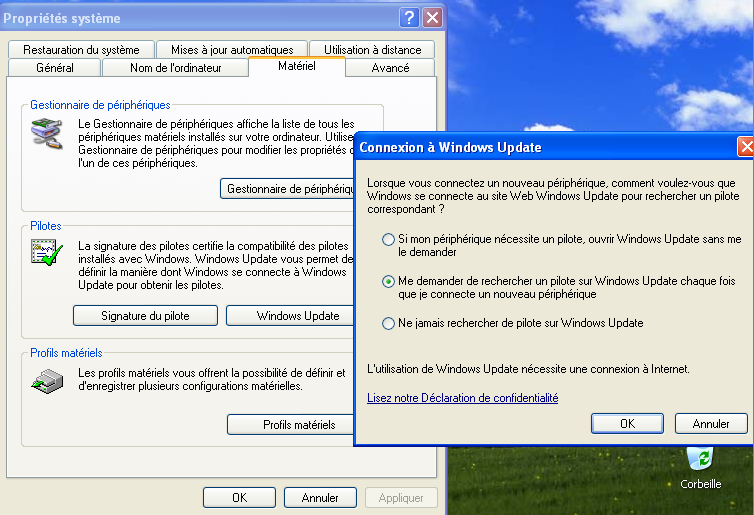 Propriétés système
Restauration du système
Mises à jour automatiques
Utilisation à distance
Général
Nom de l'ordinateur
Matériel
Avancé
Gestionnaire de périphériques
Le Gestionnaire de périphériques affiche la liste de tous les
périphériques matériels installés sur votre ordinateur. Utilise
Gestionnaire de périphériques pour modifier les propriétés
l'un de ces périphériques.
Gestionnaire de périphériqu
Pilotes
La signature des pilotes certifie la compatibilité des pilotes
installés avec Windows. Windows Update vous permet de
définir la manière dont Windows se connecte à Windows
Update pour obtenir les pilotes.
Signature du pilote
Windows Update
Profils matériels
Les profils matériels vous offrent la possibilité de définir et
d'enregistrer plusieurs configurations matérielles.
Profils matériels
OK
Annuler
Appliquer
Connexion à Windows Update
Lorsque vous connectez un nouveau périphérique, comment voulez-vous que
Windows se connecte au site Web Windows Update pour rechercher un pilote
correspondant ?
Si mon périphérique nécessite un pilote, ouvrir Windows Update sans me
le demander
Me demander de rechercher un pilote sur Windows Update chaque fois
que je connecte un nouveau périphérique
Ne jamais rechercher de pilote sur Windows Update
L'utilisation de Windows Update nécessite une connexion à Internet.
Lisez notre Déclaration de confidentialité
OK
Annuler
Corbeille